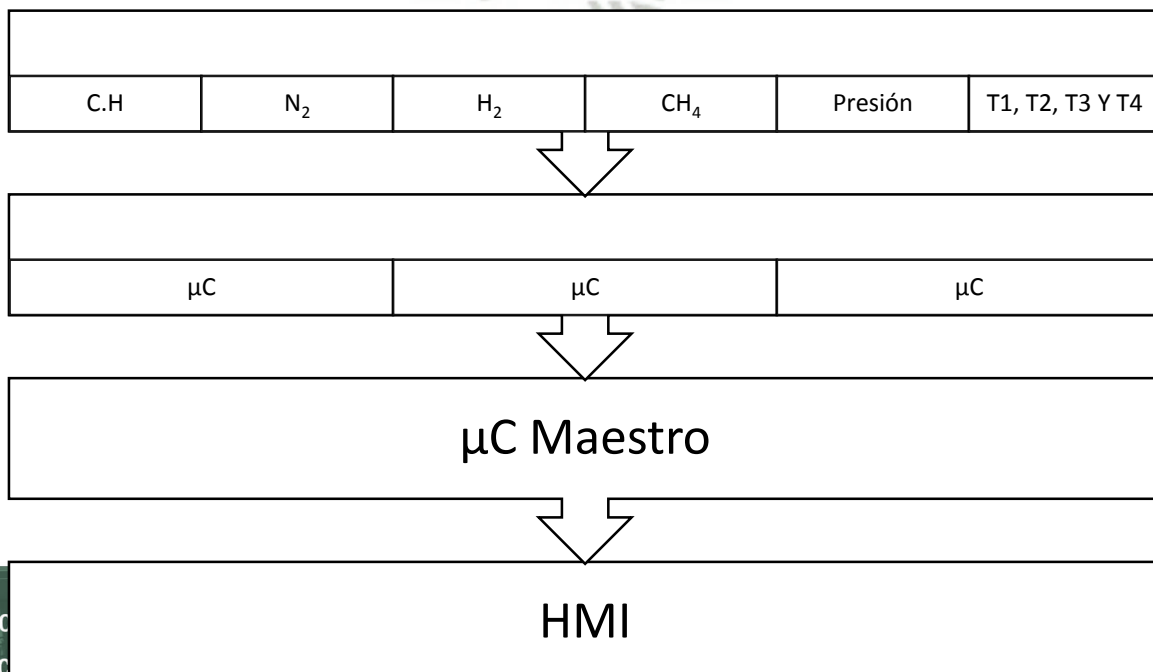 C.H N₂ H₂ CH₄ Presión T1, T2, T3 Y T4
µC µC µC
µC Maestro
HMI